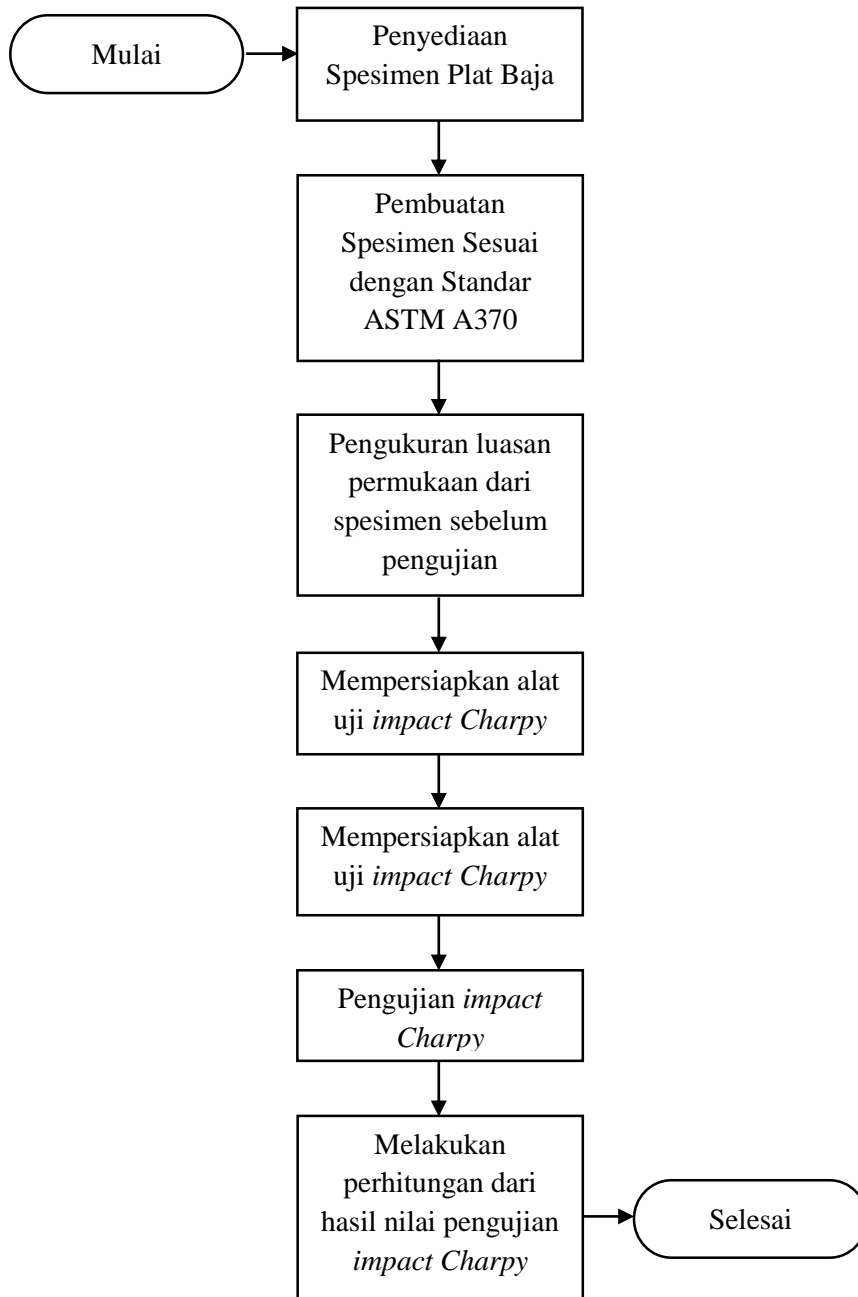 Mulai
Penyediaan
Spesimen Plat Baja
Pembuatan
Spesimen Sesuai
dengan Standar
ASTM A370
Pengukuran luasan
permukaan dari
spesimen sebelum
pengujian
Mempersiapkan alat
uji impact Charpy
Mempersiapkan alat
uji impact Charpy
Pengujian impact
Charpy
Melakukan
perhitungan dari
hasil nilai pengujian
impact Charpy
Selesai